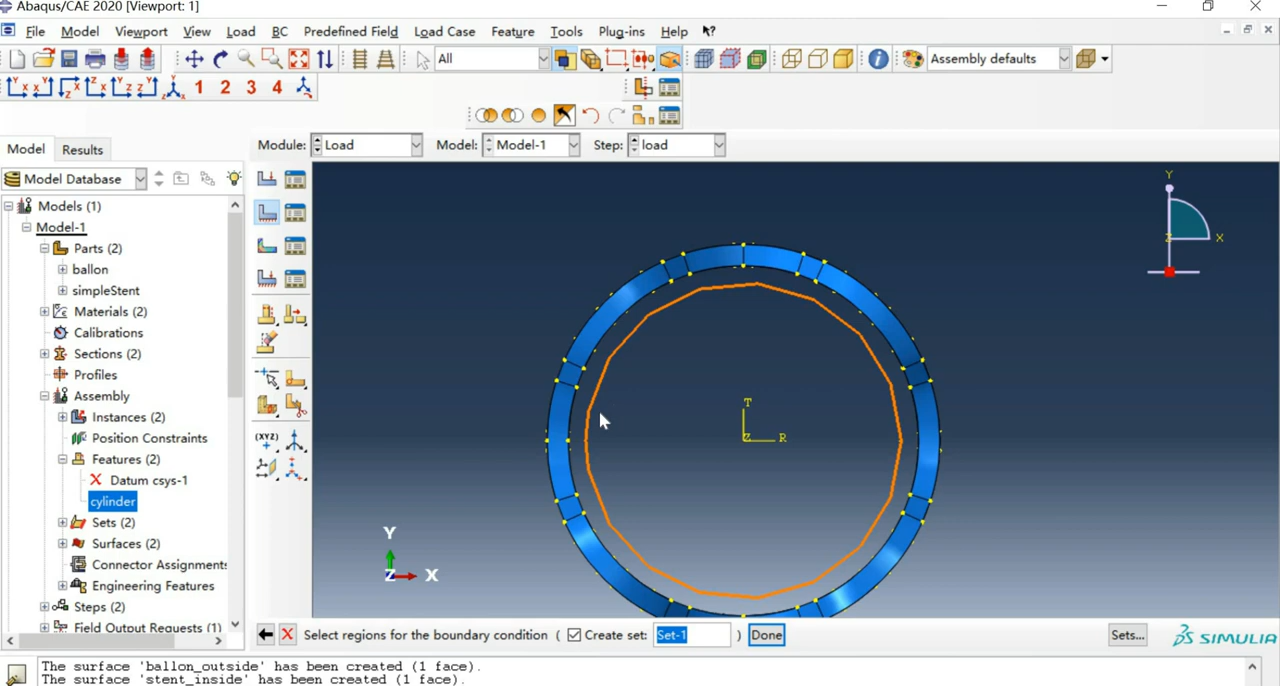 Abaqus/CAE 2020 [Viewport: 1]
File Model Viewport View Load BC Predefined Field Load Case Feature Tools Plug-ins Help
All Assembly defaults
1 2 3 4
Model Results Module: Load Model: Model-1 Step: load
Model Database
Models (1)
Model-1
Parts (2)
ballon
simpleStent
Materials (2)
Calibrations
Sections (2)
Profiles
Assembly
Instances (2)
Position Constraints
Features (2)
Datum csys-1
cylinder
Sets (2)
Surfaces (2)
Connector Assignments
Engineering Features
Steps (2)
Field Output Requests (1)
(XYZ)
Y
Z X
T
Z R
Y
Z X
Select regions for the boundary condition ( Create set: Set-1 ) Done Sets... SIMULIA
The surface 'ballon_outside' has been created (1 face).
The surface 'stent_inside' has been created (1 face).